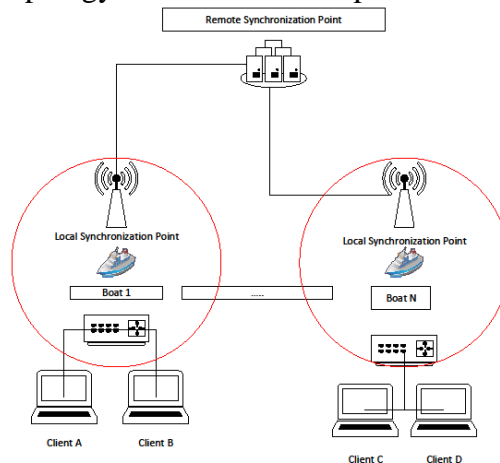 Remote Synchronization Point
Local Synchronization Point
Local Synchronization Point
Boat 1
.....
Boat N
Client A
Client B
Client C
Client D